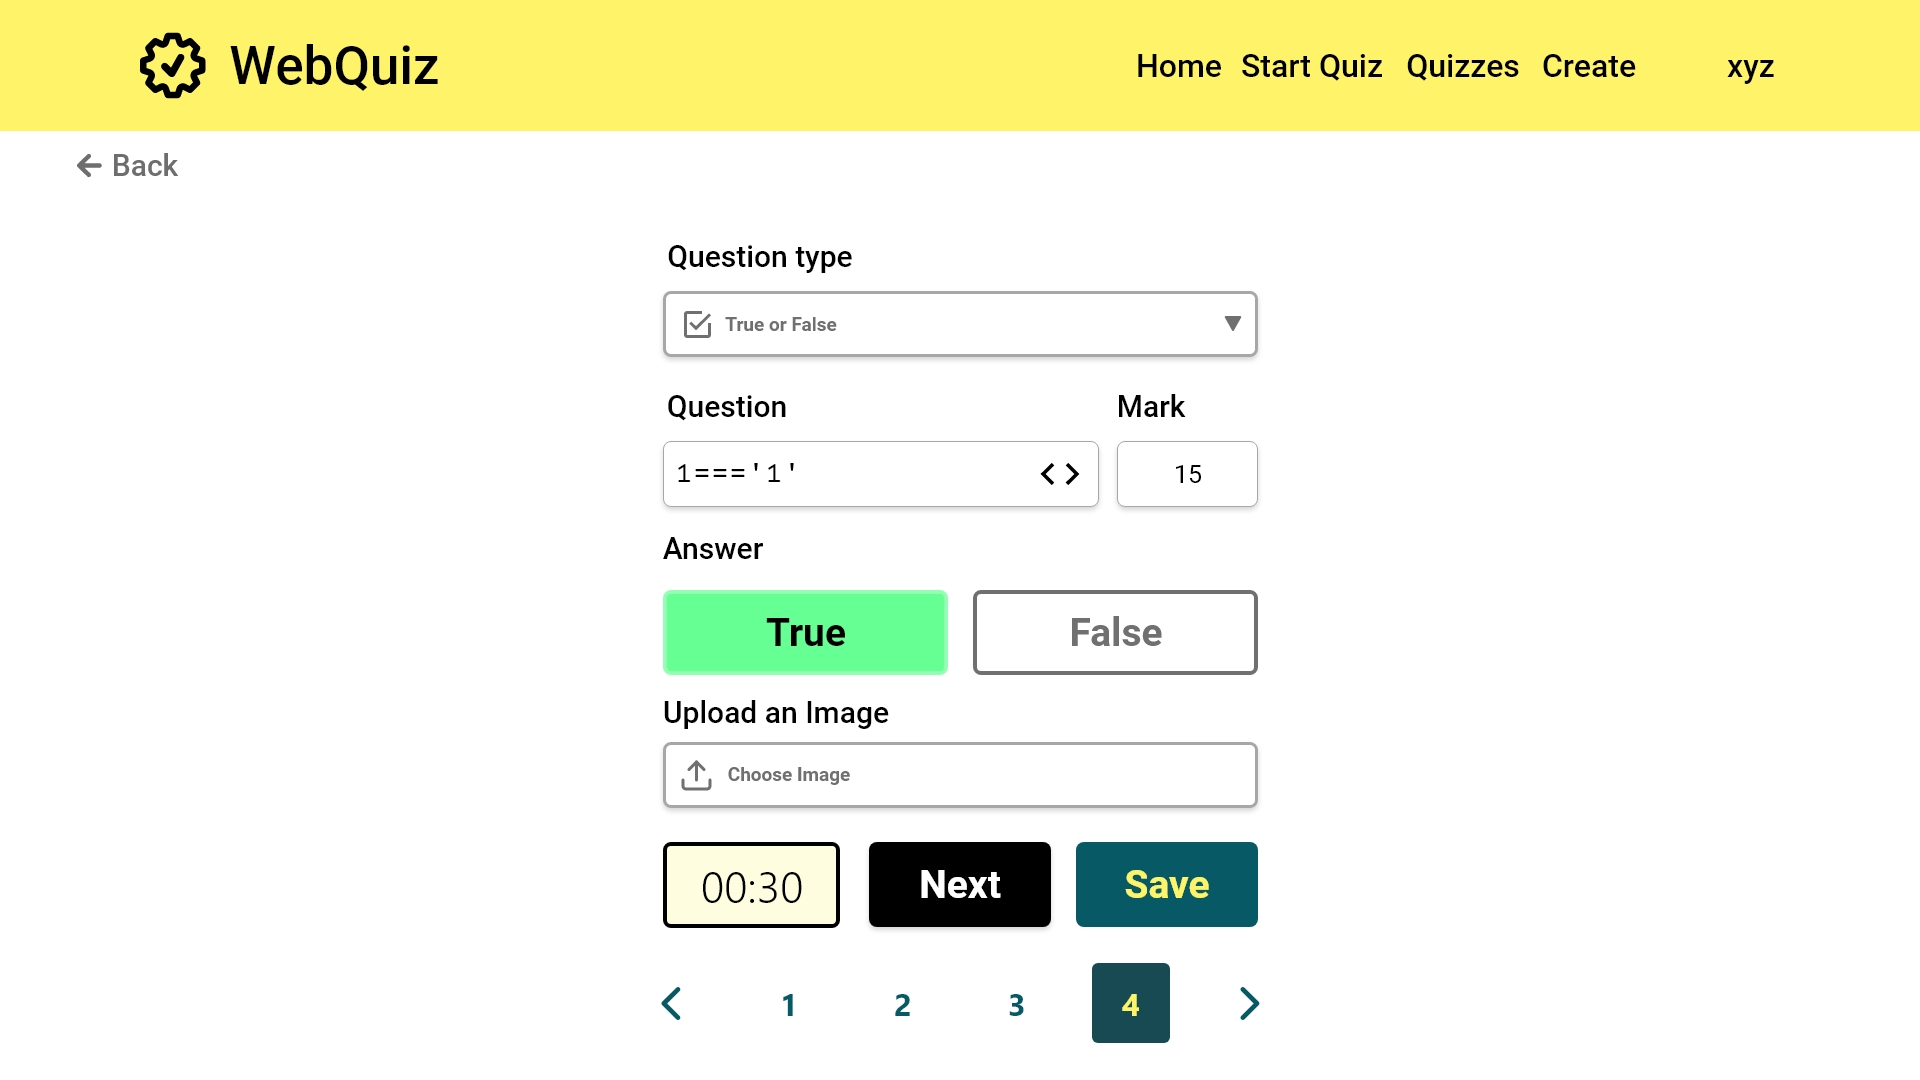 WebQuiz
Home Start Quiz Quizzes Create xyz
Back
Question type
True or False
Question Mark
1==='1' 15
Answer
True False
Upload an Image
Choose Image
00:30 Next Save
1 2 3 4